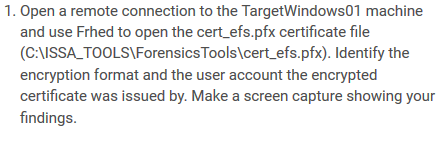 1. Open a remote connection to the TargetWindows01 machine
and use Frhed to open the cert_efs.pfx certificate file
(C:\ISSA_TOOLS\ForensicsTools\cert_efs.pfx). Identify the
encryption format and the user account the encrypted
certificate was issued by. Make a screen capture showing your
findings.